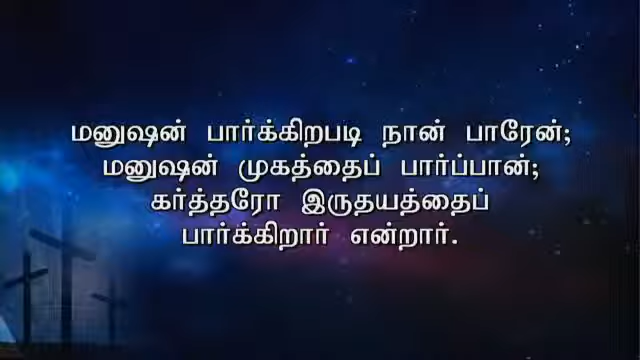 மனுஷன் பார்க்கிறபடி நான் பாரேன்;
மனுஷன் முகத்தைப் பார்ப்பான்;
கர்த்தரோ இருதயத்தைப்
பார்க்கிறார் என்றார்.